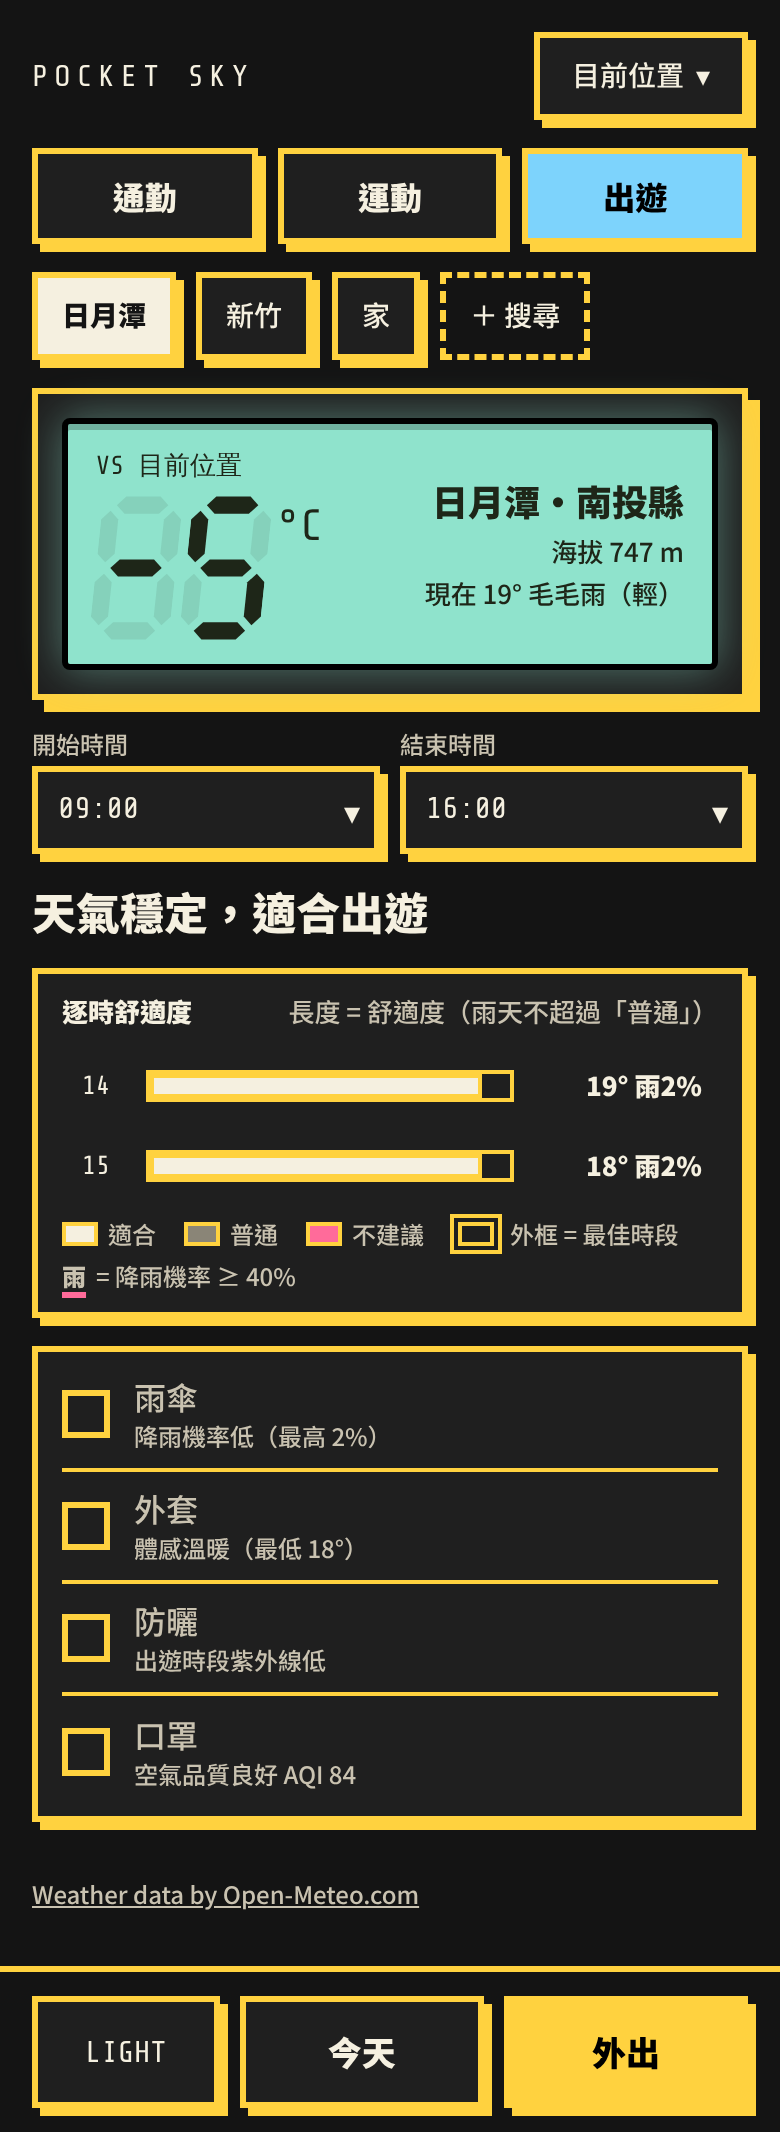 POCKET SKY
目前位置 ▼
通勤 運動 出遊
日月潭 新竹 家 ＋ 搜尋
VS 目前位置
-5 °C
日月潭・南投縣
海拔 747 m
現在 19° 毛毛雨（輕）
開始時間 結束時間
09:00 ▼ 16:00 ▼
天氣穩定，適合出遊
逐時舒適度 長度 = 舒適度（雨天不超過「普通」）
14 19° 雨2%
15 18° 雨2%
適合 普通 不建議 外框 = 最佳時段
雨 = 降雨機率 ≥ 40%
雨傘
降雨機率低（最高 2%）
外套
體感溫暖（最低 18°）
防曬
出遊時段紫外線低
口罩
空氣品質良好 AQI 84
Weather data by Open-Meteo.com
LIGHT 今天 外出